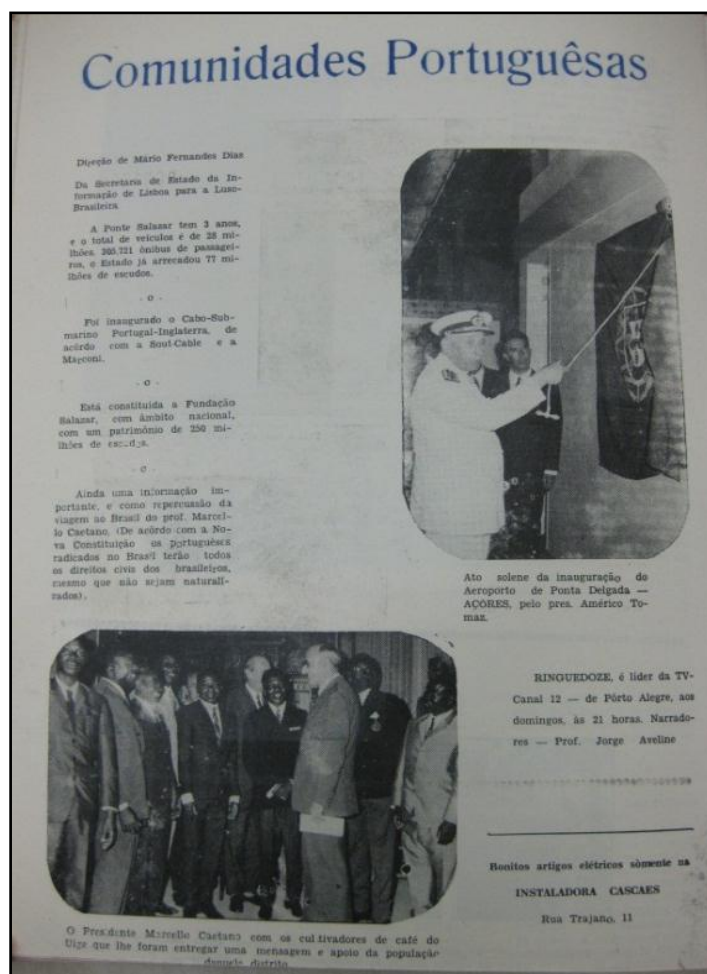 Comunidades Portuguêsas
Direção de Mário Fernandes Dias
Da Secretaria de Estado da In-
formação de Lisboa para a Luso-
Brasileira
A Ponte Salazar tem 3 anos,
e o total de veículos é de 28 mi-
lhões. 205.721 ônibus de passagei-
ros, o Estado já arrecadou 77 mi-
lhões de escudos.
- o -
Foi inaugurado o Cabo-Sub-
marino Portugal-Inglaterra, de
acôrdo com a Sout-Cable e a
Marconi.
- o -
Está constituida a Fundação
Salazar, com âmbito nacional,
com um patrimônio de 250 mi-
lhões de escudos.
o
Ainda uma informação im-
portante, e como repercussão da
viagem ao Brasil do prof. Marcel-
lo Caetano, (De acôrdo com a No-
va Constituição os portuguêses
radicados no Brasil terão todos
os direitos civis dos brasileiros,
mesmo que não sejam naturali-
zados).
Ato solene da inauguração do
Aeroporto de Ponta Delgada —
AÇORES, pelo pres. Américo To-
maz.
RINGUEDOZE, é líder da TV-
Canal 12 — de Pôrto Alegre, aos
domingos, às 21 horas. Narrado-
res — Prof. Jorge Aveline
Bonitos artigos elétricos sòmente na
INSTALADORA CASCAES
Rua Trajano, 11
O Presidente Marcello Caetano com os cultivadores de café do
Uige que lhe foram entregar uma mensagem e apoio da população
daquele distrito